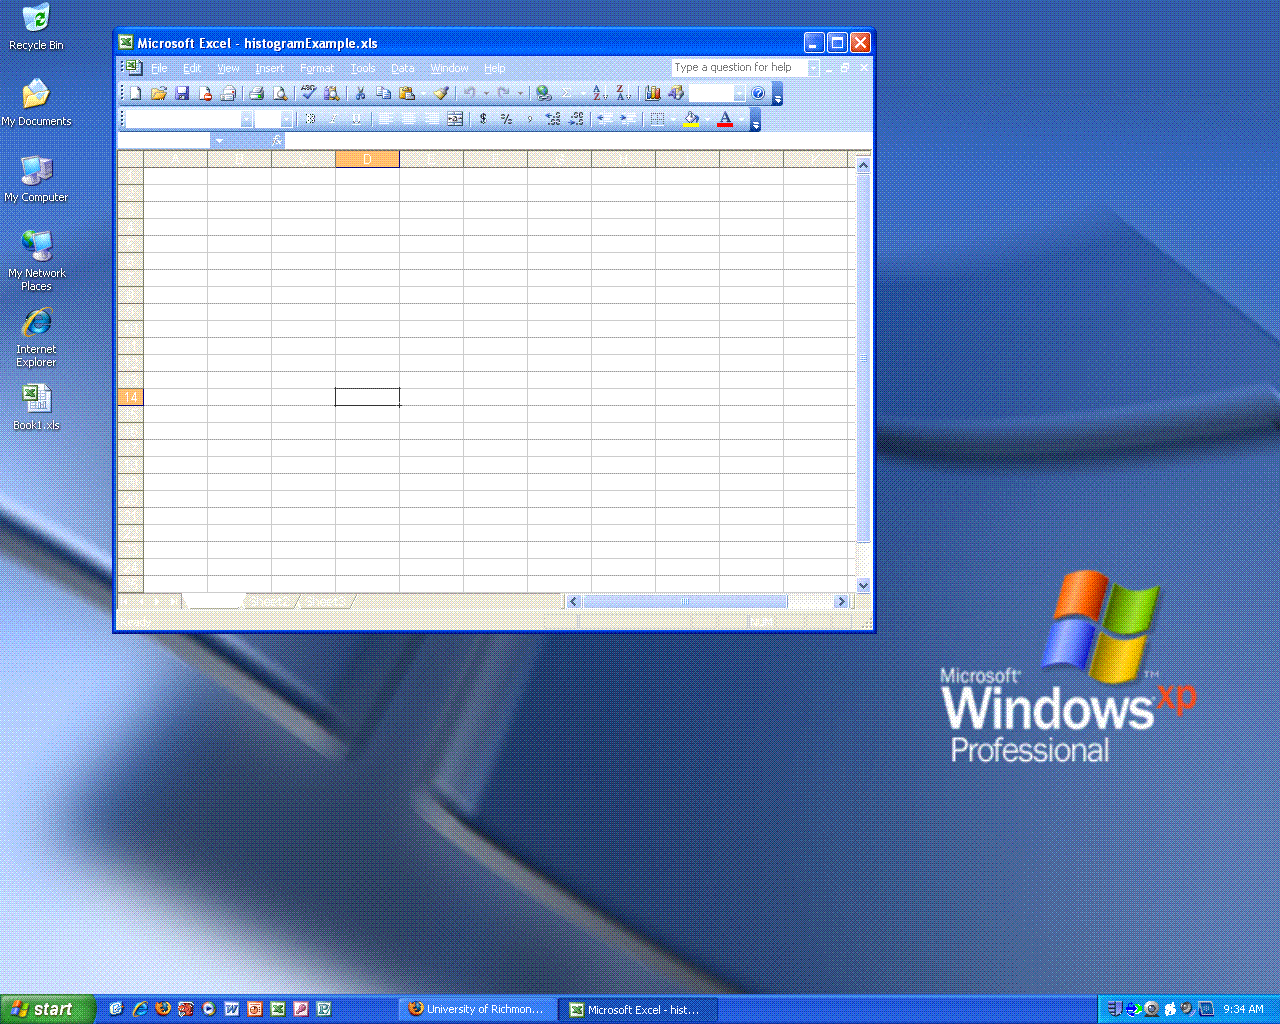 Recycle Bin
My Documents
My Computer
My Network
Places
Internet
Explorer
Book1.xls
Microsoft Excel - histogramExample.xls
File Edit View Insert Format Tools Data Window Help
Type a question for help
D
14
NUM
Microsoft®
Windows xp ™
Professional
start
University of Richmon...
Microsoft Excel - hist...
9:34 AM